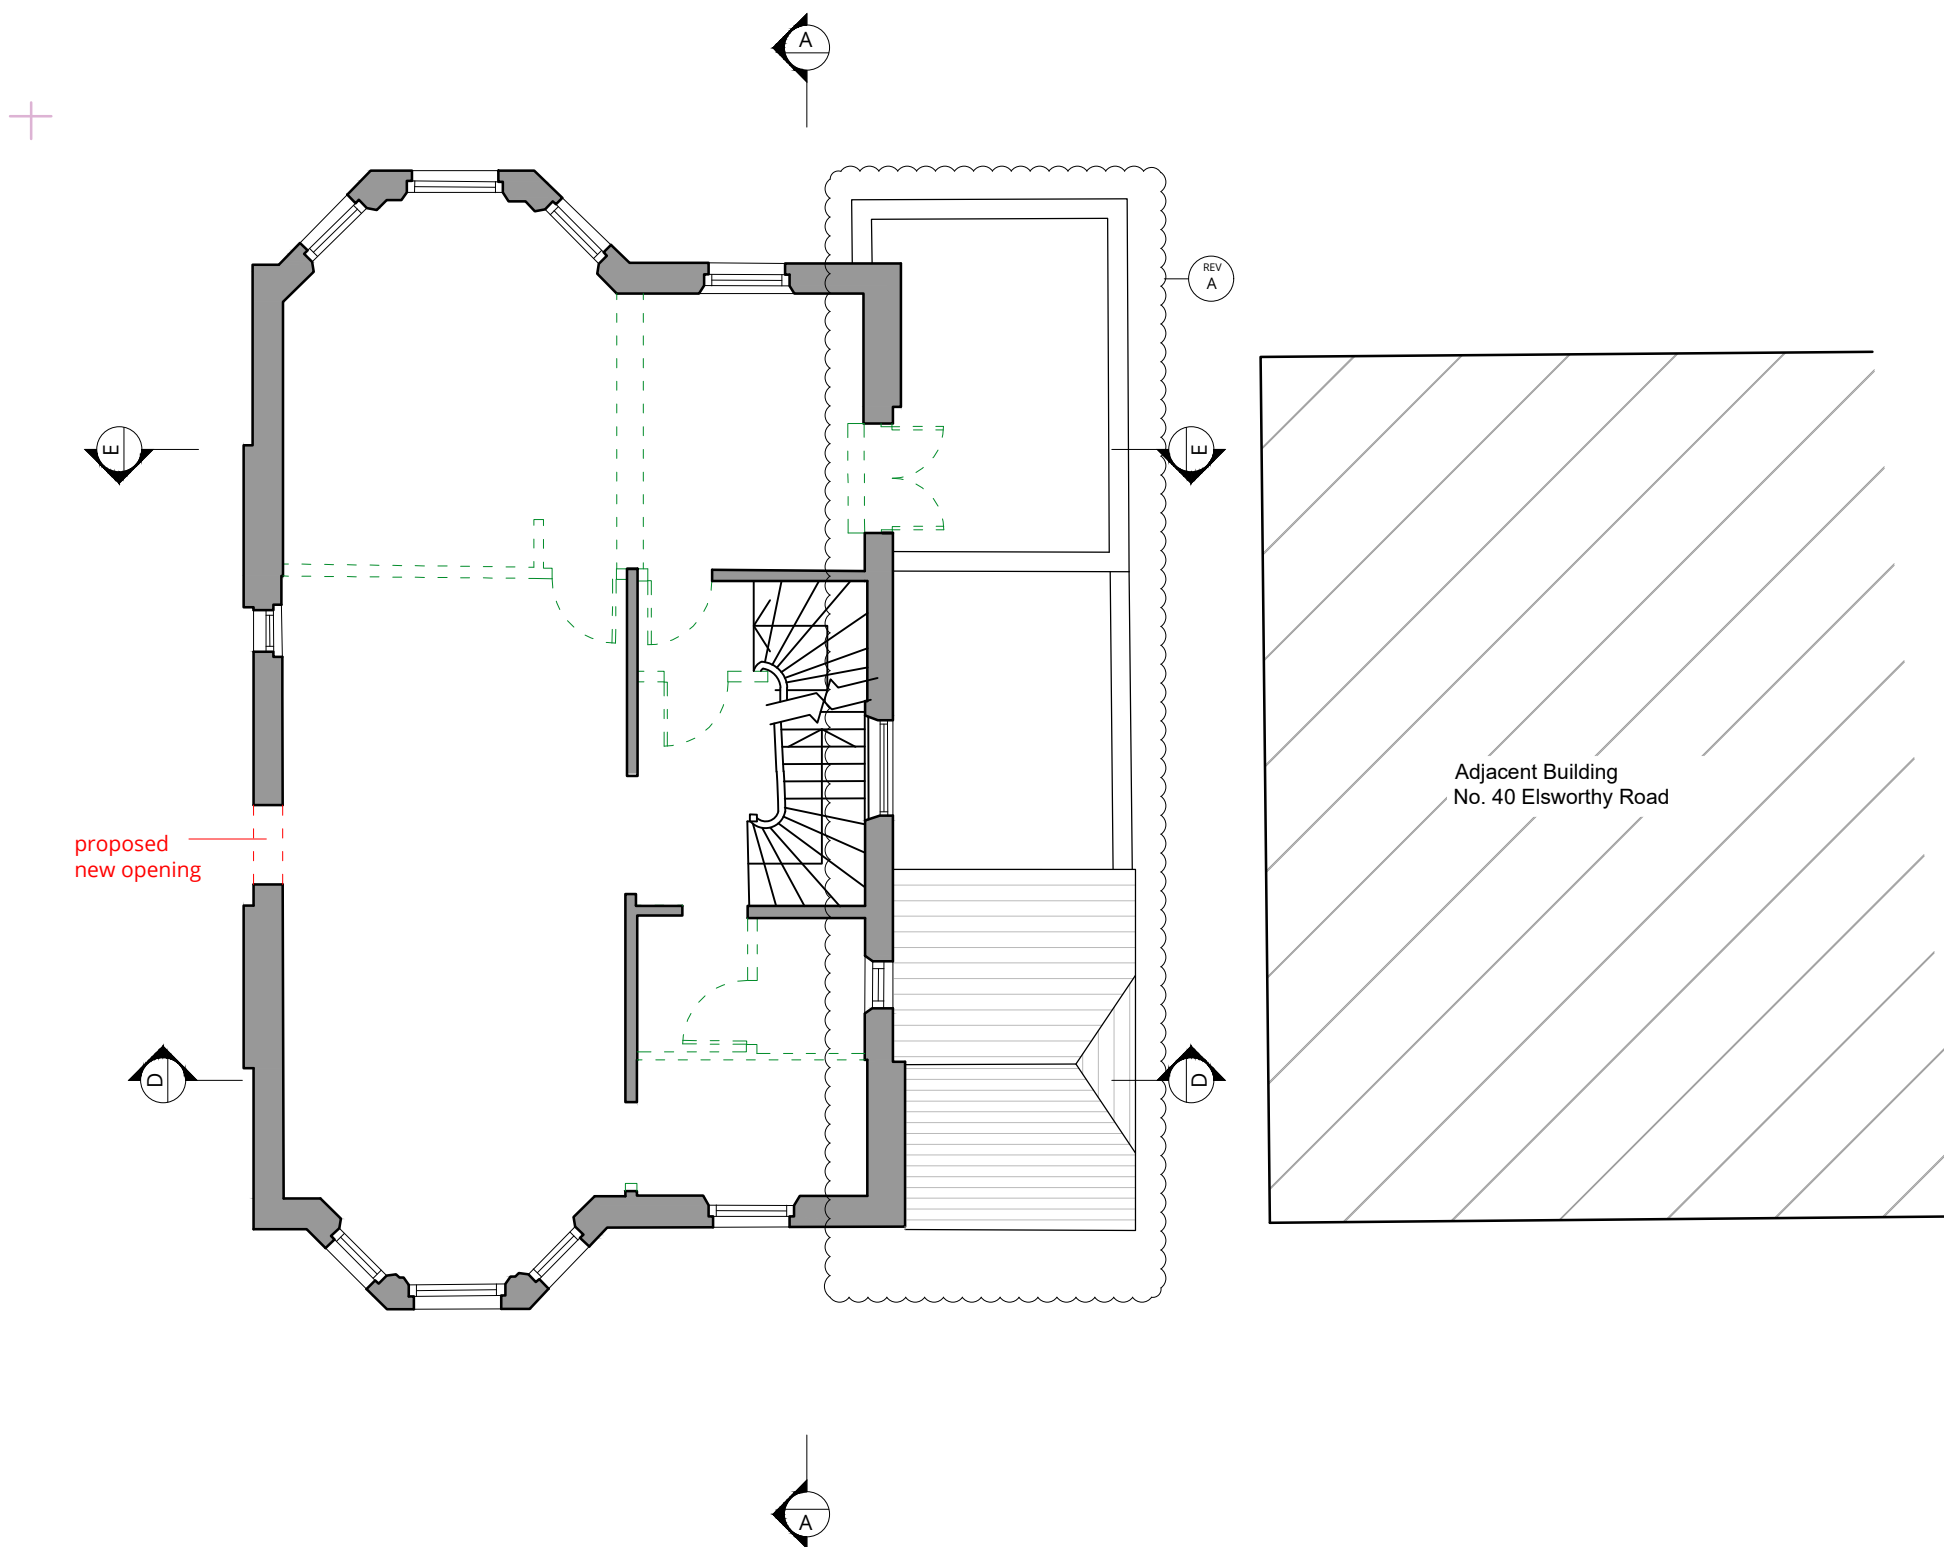 A
REV
A
E
E
Adjacent Building
No. 40 Elsworthy Road
proposed
new opening
D
D
A